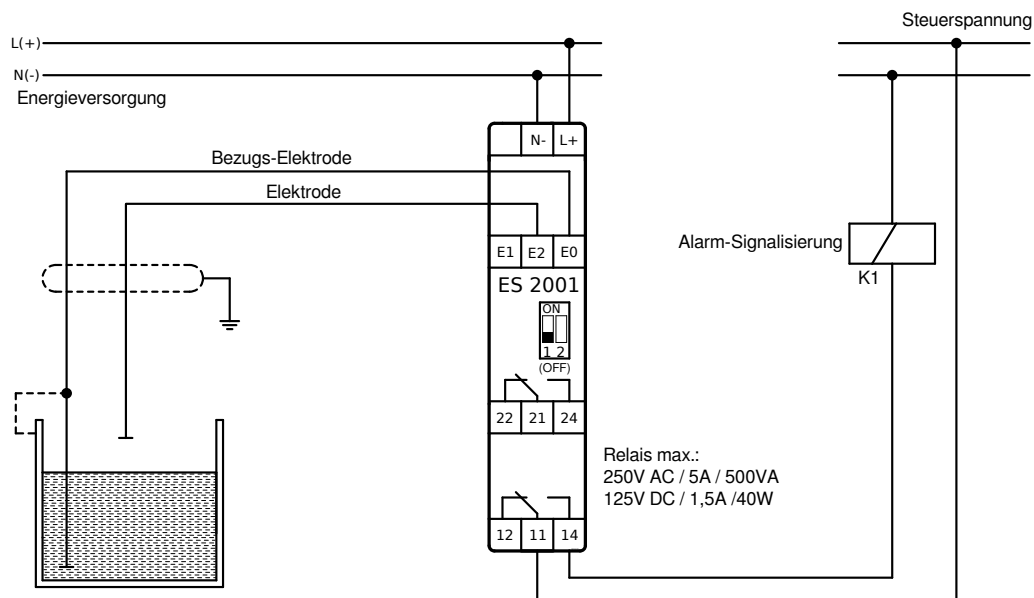 Steuerspannung
L(+)
N(-)
Energieversorgung
N- L+
Bezugs-Elektrode
Elektrode
Alarm-Signalisierung
E1 E2 E0
K1
ES 2001
ON
1 2
(OFF)
22 21 24
Relais max.:
250V AC / 5A / 500VA
125V DC / 1,5A /40W
12 11 14